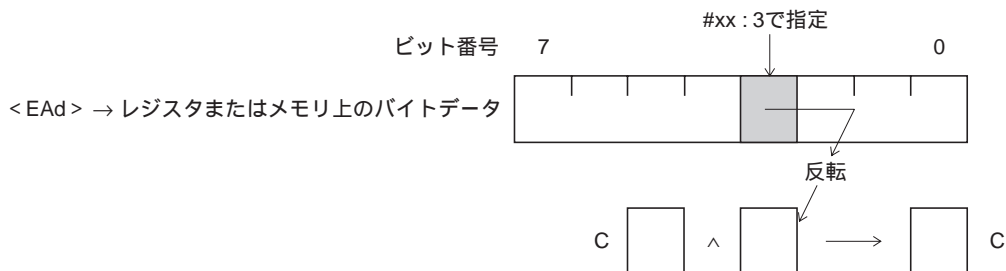 #xx : 3で指定
ビット番号 7 0
<EAd> → レジスタまたはメモリ上のバイトデータ
反転
C ∧ → C